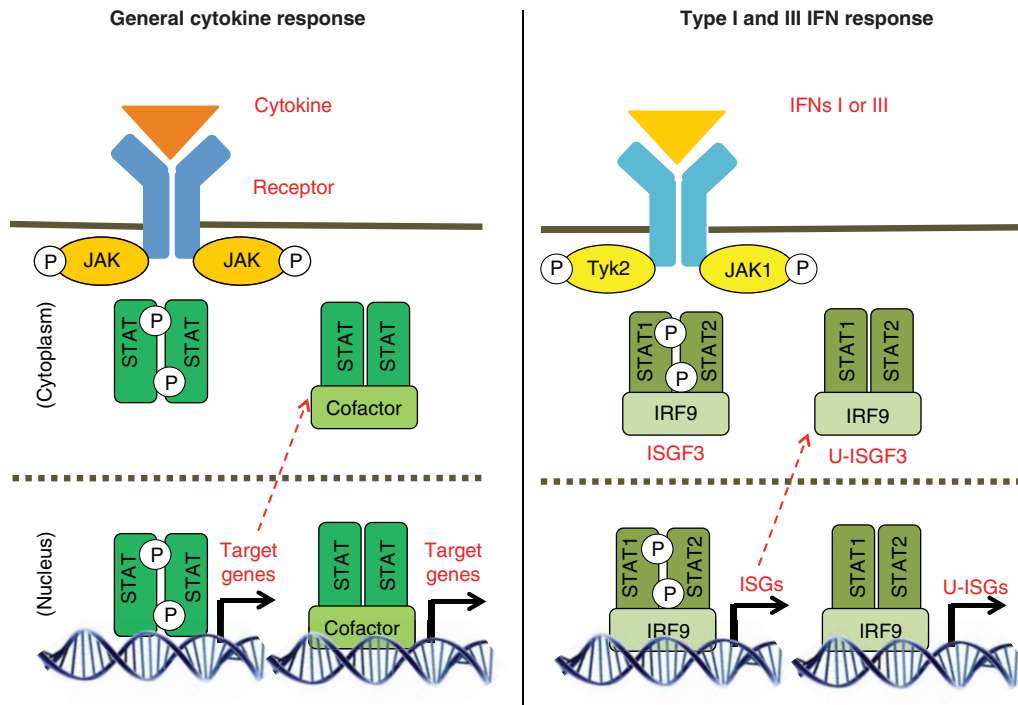 General cytokine response
Cytokine
Receptor
P
JAK
JAK
P
(Cytoplasm)
STAT
P
P
STAT
STAT
STAT
Cofactor
(Nucleus)
STAT
P
P
STAT
Target
genes
STAT
STAT
Cofactor
Target
genes
Type I and III IFN response
IFNs I or III
P
Tyk2
JAK1
P
STAT1
P
P
STAT2
IRF9
ISGF3
STAT1
STAT2
IRF9
U-ISGF3
STAT1
P
P
STAT2
IRF9
ISGs
STAT1
STAT2
IRF9
U-ISGs